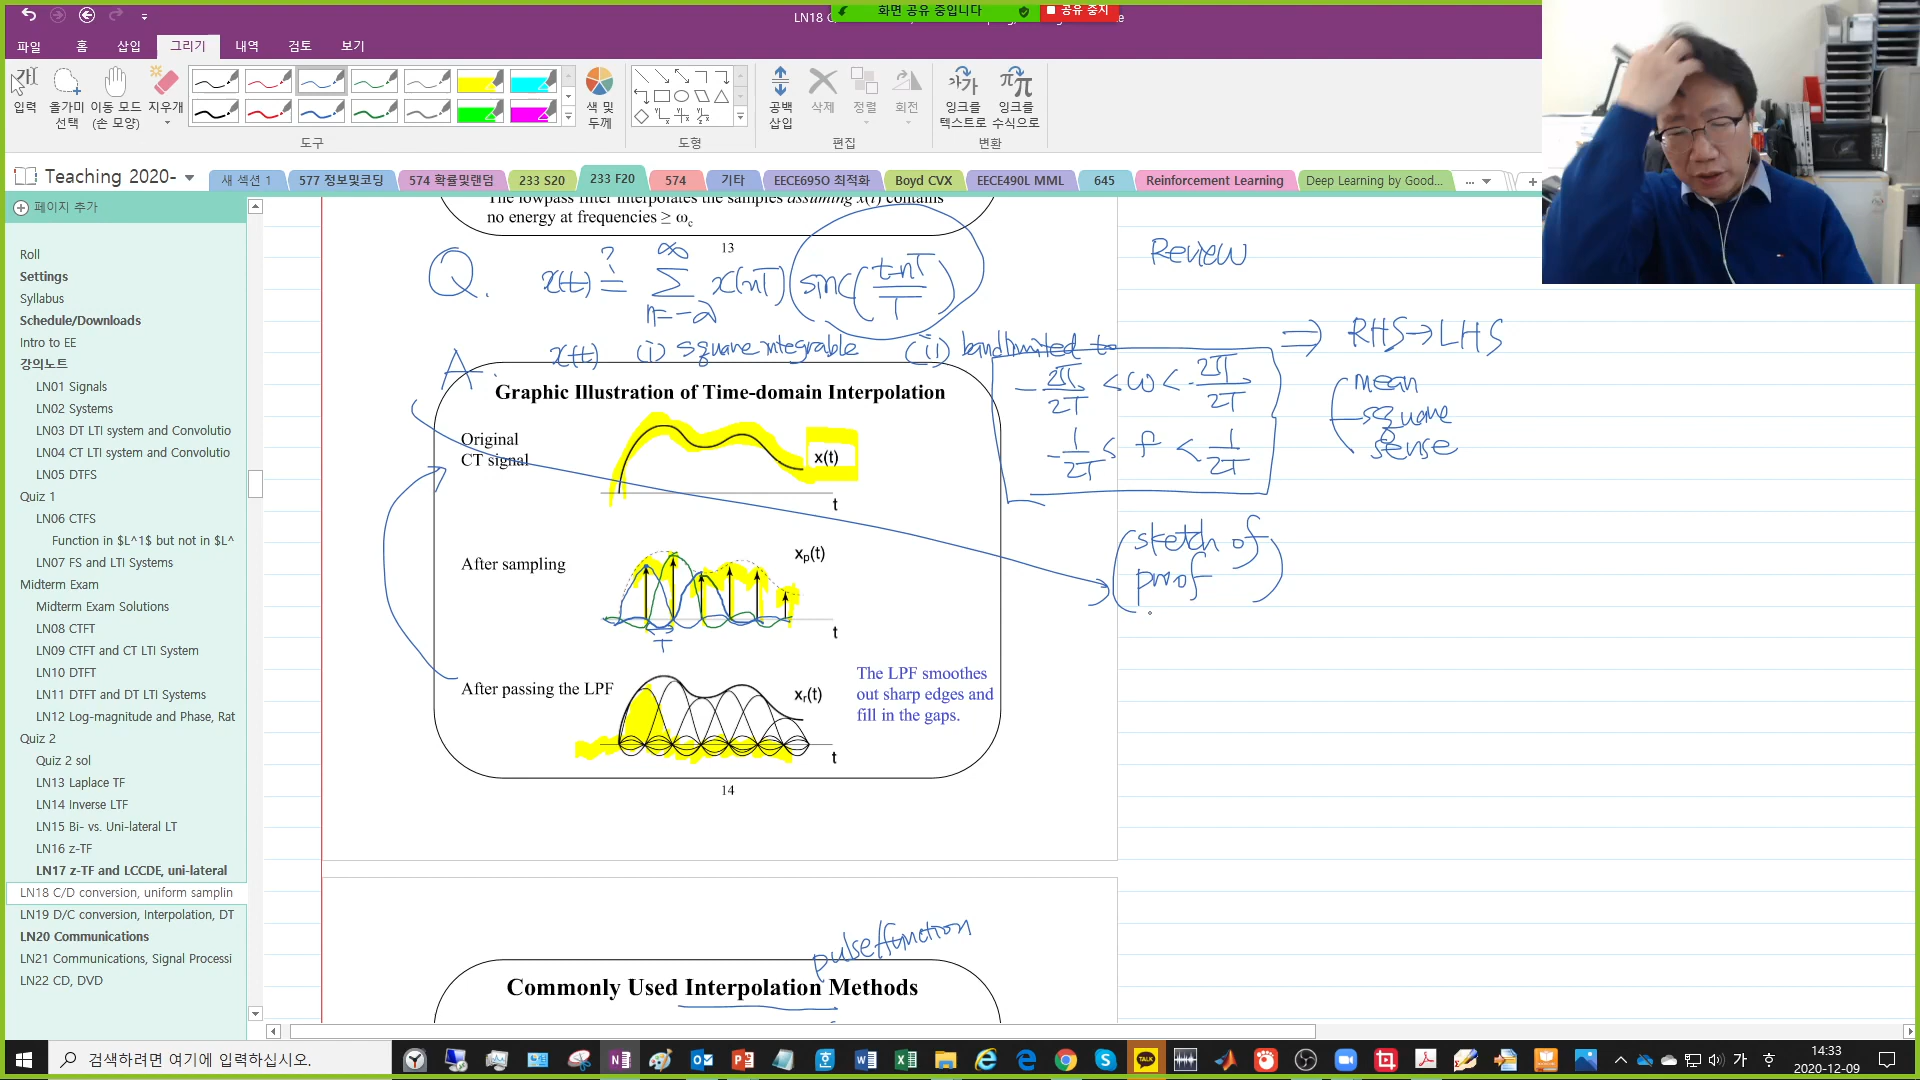 LN18 C
화면 공유 중입니다
공유 중지
파일 홈 삽입 그리기 내역 검토 보기
입력 올가미 선택 이동 모드 (손 모양) 지우개
색 및 두께
공백 삽입 삭제 정렬 회전
잉크를 텍스트로 잉크를 수식으로
도구 도형 편집 변환
Teaching 2020-
새 섹션 1 577 정보및코딩 574 확률및랜덤 233 S20 233 F20 574 기타 EECE695O 최적화 Boyd CVX EECE490L MML 645 Reinforcement Learning Deep Learning by Good... ...
페이지 추가
Roll
Settings
Syllabus
Schedule/Downloads
Intro to EE
강의노트
LN01 Signals
LN02 Systems
LN03 DT LTI system and Convolutio
LN04 CT LTI system and Convolutio
LN05 DTFS
Quiz 1
LN06 CTFS
Function in $L^1$ but not in $L^
LN07 FS and LTI Systems
Midterm Exam
Midterm Exam Solutions
LN08 CTFT
LN09 CTFT and CT LTI System
LN10 DTFT
LN11 DTFT and DT LTI Systems
LN12 Log-magnitude and Phase, Rat
Quiz 2
Quiz 2 sol
LN13 Laplace TF
LN14 Inverse LTF
LN15 Bi- vs. Uni-lateral LT
LN16 z-TF
LN17 z-TF and LCCDE, uni-lateral
LN18 C/D conversion, uniform samplin
LN19 D/C conversion, Interpolation, DT
LN20 Communications
LN21 Communications, Signal Processi
LN22 CD, DVD
The lowpass filter interpolates the samples assuming x(t) contains
no energy at frequencies ≥ ωc
13
Review
Q. x(t) =? ∑ n=-∞ ∞ x(nT) (sinc(t-nT/T))
A. x(t) (i) square integrable (ii) bandlimited to
⇒ RHS→LHS
-2π/2T < ω < 2π/2T
-1/2T < f < 1/2T
mean
square
sense
Graphic Illustration of Time-domain Interpolation
Original
CT signal
x(t)
t
(sketch of
proof)
After sampling
xp(t)
T
t
After passing the LPF
xr(t)
t
The LPF smoothes
out sharp edges and
fill in the gaps.
14
pulse/function
Commonly Used Interpolation Methods
검색하려면 여기에 입력하십시오.
가
14:33
2020-12-09